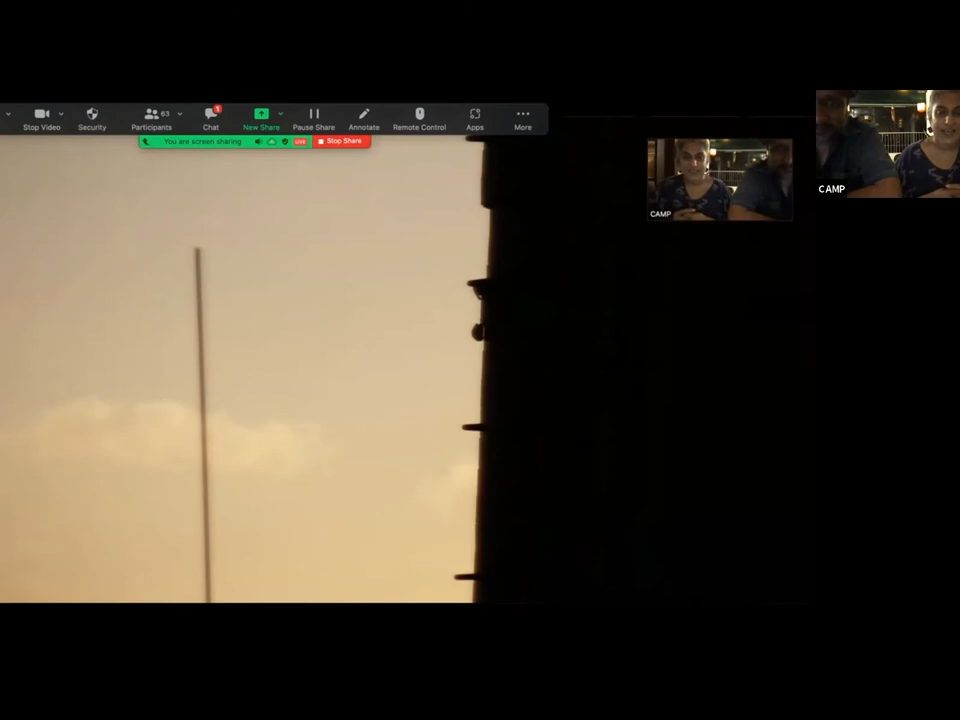 63
1
Stop Video
Security
Participants
Chat
New Share
Pause Share
Annotate
Remote Control
Apps
More
You are screen sharing
LIVE
Stop Share
CAMP
CAMP